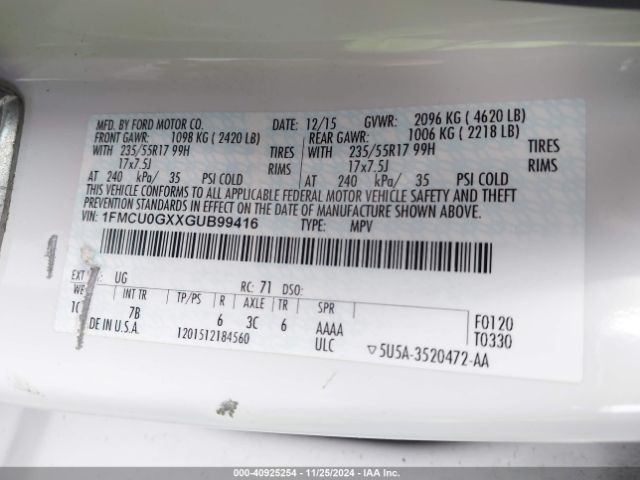 MFD. BY FORD MOTOR CO. DATE: 12/15 GVWR: 2096 KG ( 4620 LB)
FRONT GAWR: 1098 KG ( 2420 LB) REAR GAWR: 1006 KG ( 2218 LB)
WITH 235/55R17 99H TIRES WITH 235/55R17 99H TIRES
17x7.5J RIMS 17x7.5J RIMS
AT 240 kPa/ 35 PSI COLD AT 240 kPa/ 35 PSI COLD
THIS VEHICLE CONFORMS TO ALL APPLICABLE FEDERAL MOTOR VEHICLE SAFETY AND THEFT
PREVENTION STANDARDS IN EFFECT ON THE DATE OF MANUFACTURE SHOWN ABOVE.
VIN: 1FMCU0GXXGUB99416 TYPE: MPV
EXT UG RC: 71 DSO:
INT TR TP/PS R AXLE TR SPR
7B 6 3C 6 AAAA F0120
DE IN U.S.A. 1201512184560 ULC ▽5U5A-3520472-AA T0330
000-40925254 - 11/25/2024 - IAAI.COM